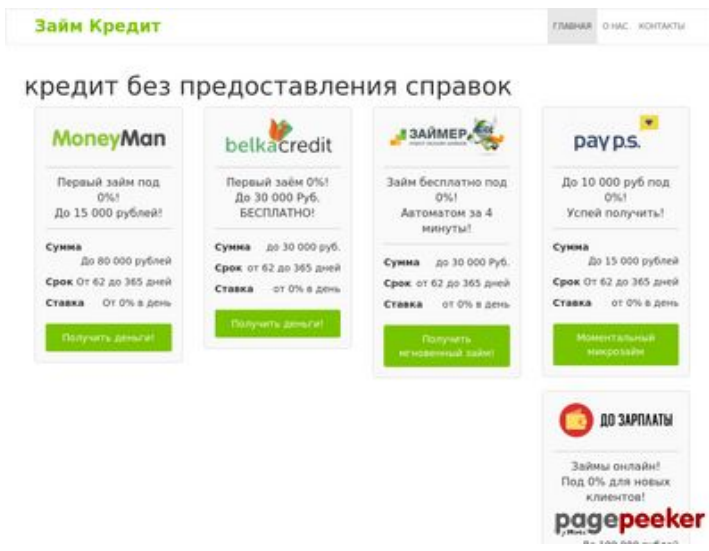 Займ Кредит
ГЛАВНАЯ О НАС КОНТАКТЫ
кредит без предоставления справок
MoneyMan
Первый займ под
0%!
До 15 000 рублей!
Сумма
До 80 000 рублей
Срок От 62 до 365 дней
Ставка От 0% в день
Получить деньги!
belkacredit
Первый заём 0%!
До 30 000 Руб.
БЕСПЛАТНО!
Сумма до 30 000 руб.
Срок от 62 до 365 дней
Ставка от 0% в день
Получить деньги!
ЗАЙМЕР
Займ бесплатно под
0%!
Автоматом за 4
минуты!
Сумма до 30 000 Руб.
Срок от 62 до 365 дней
Ставка от 0% в день
Получить
мгновенный займ!
pay p.s.
До 10 000 руб под
0%!
Успей получить!
Сумма
До 15 000 рублей
Срок От 62 до 365 дней
Ставка от 0% в день
Моментальный
микрозайм
ДО ЗАРПЛАТЫ
Займы онлайн!
Под 0% для новых
клиентов!
pagepeeker
До 100 000 рублей